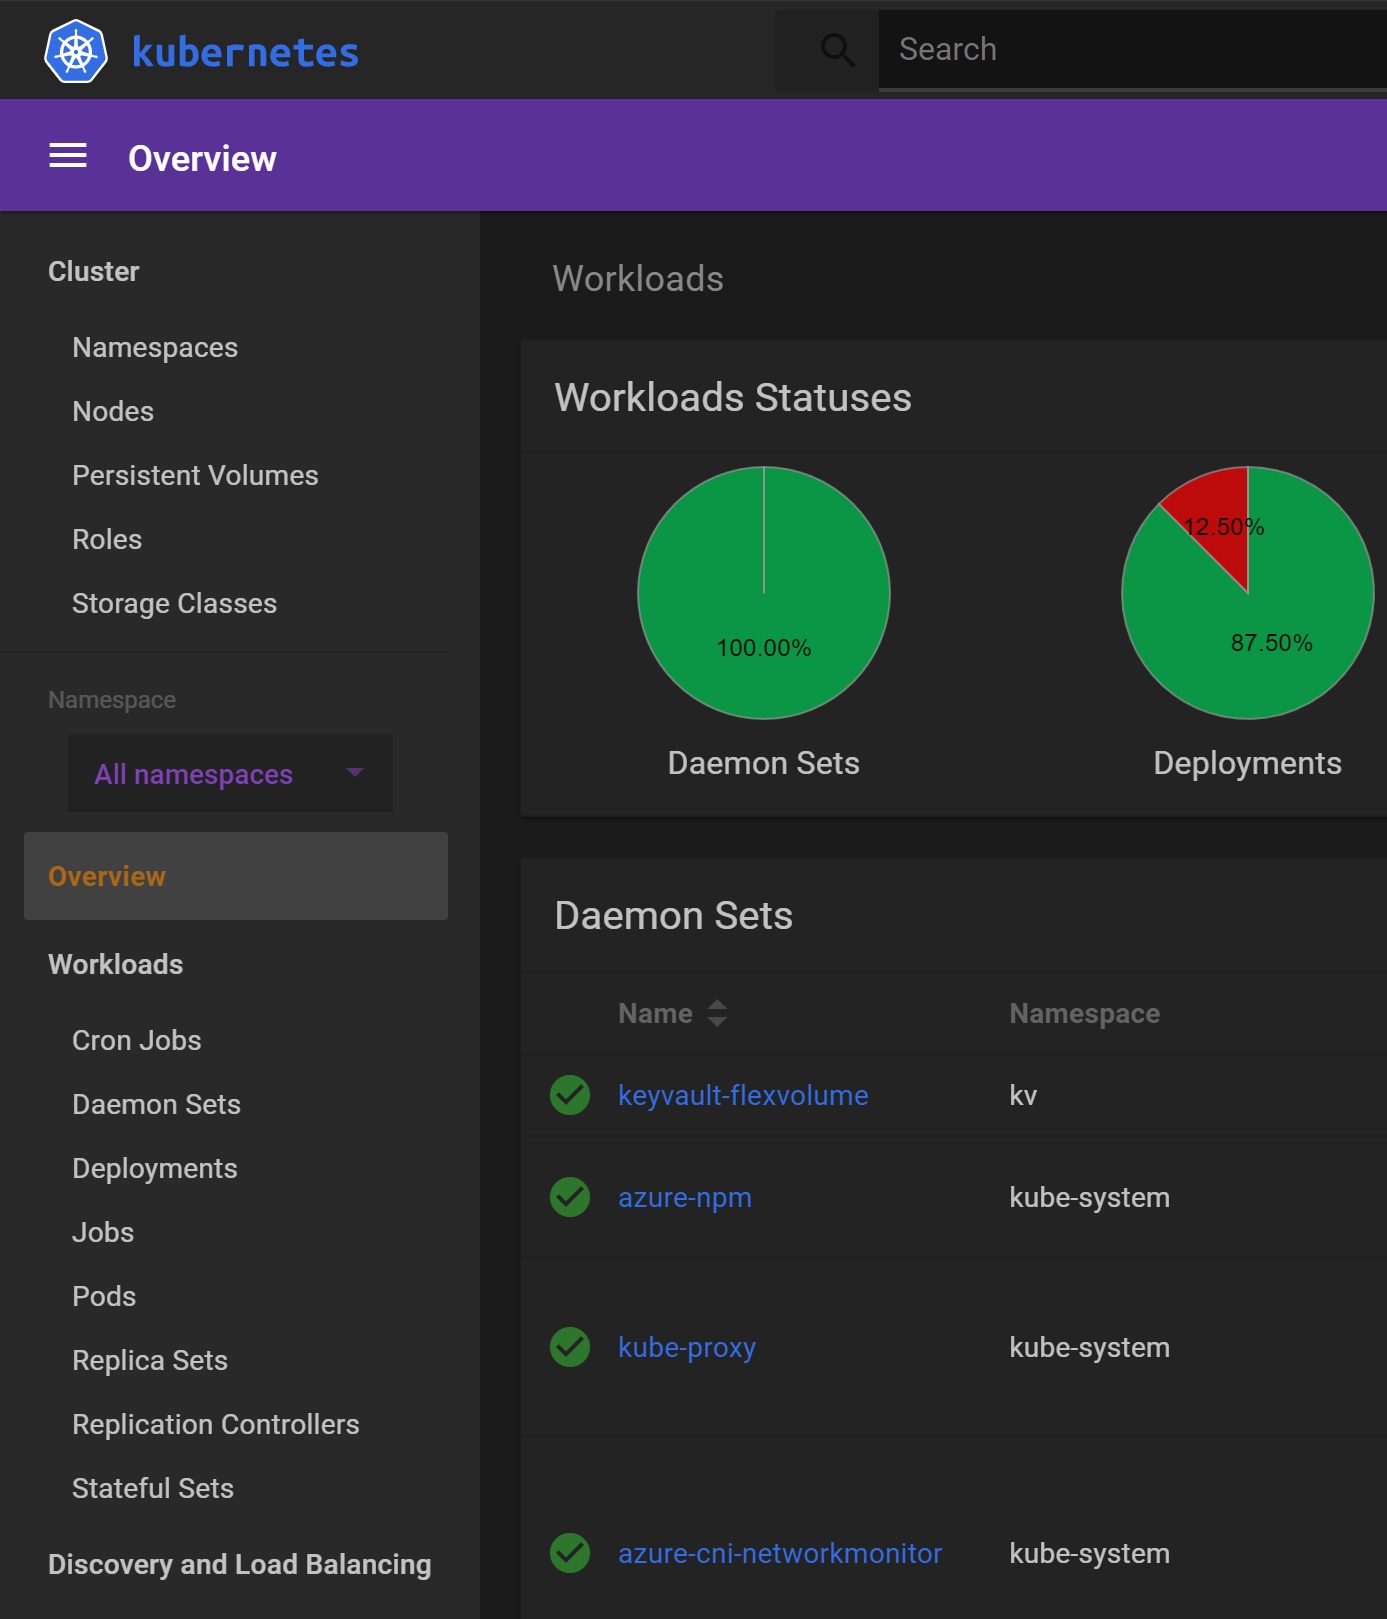 kubernetes
Search
Overview
Cluster
Namespaces
Nodes
Persistent Volumes
Roles
Storage Classes
Namespace
All namespaces
Overview
Workloads
Cron Jobs
Daemon Sets
Deployments
Jobs
Pods
Replica Sets
Replication Controllers
Stateful Sets
Discovery and Load Balancing
Workloads
Workloads Statuses
12.50%
100.00%
87.50%
Daemon Sets
Deployments
Daemon Sets
Name Namespace
keyvault-flexvolume kv
azure-npm kube-system
kube-proxy kube-system
azure-cni-networkmonitor kube-system